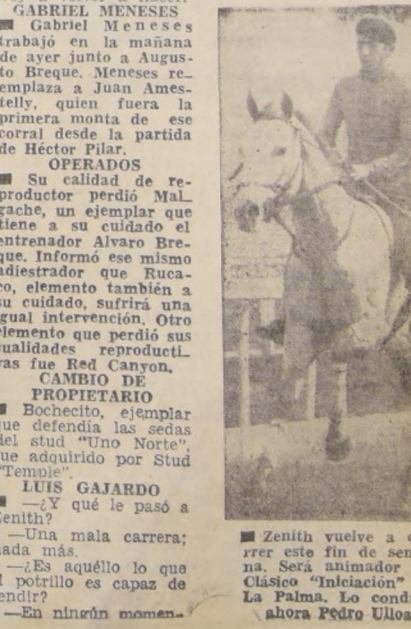 GABRIEL MENESES
Gabriel Meneses
trabajó en la mañana
de ayer junto a Augus-
to Breque. Meneses re-
emplaza a Juan Ames-
telly, quien fuera la
primera monta de ese
corral desde la partida
de Héctor Pilar.
OPERADOS
Su calidad de re-
productor perdió Mal-
gache, un ejemplar que
tiene a su cuidado el
entrenador Alvaro Bre-
que. Informó ese mismo
adiestrador que Ruca-
co, elemento también a
su cuidado, sufrirá una
igual intervención. Otro
elemento que perdió sus
cualidades reproducti-
vas fue Red Canyon.
CAMBIO DE
PROPIETARIO
Bochecito, ejemplar
que defendía las sedas
del stud "Uno Norte",
fue adquirido por Stud
"Temple".
LUIS GAJARDO
—¿Y qué le pasó a
Zenith?
—Una mala carrera;
nada más.
—¿Es aquéllo lo que
el potrillo es capaz de
rendir?
—En ningún momen-
Zenith vuelve a
rrer este fin de
na. Será animador
Clásico "Iniciación"
La Palma. Lo
ahora Pedro Ulloa